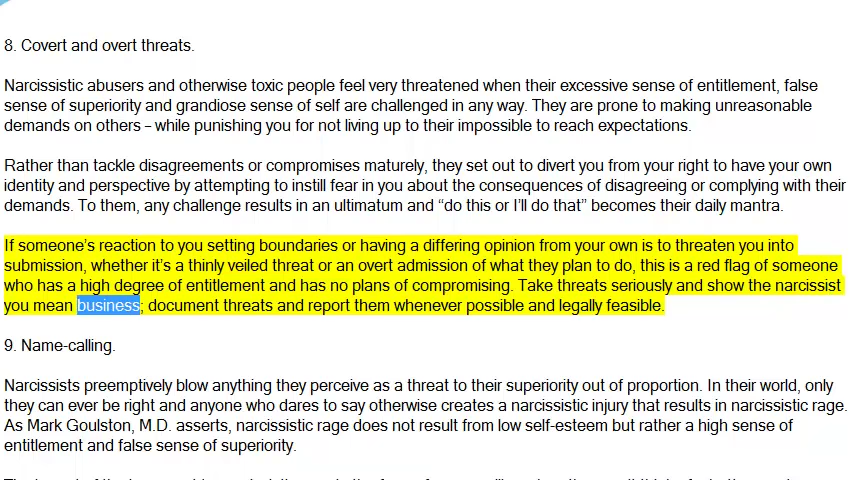 8. Covert and overt threats.
Narcissistic abusers and otherwise toxic people feel very threatened when their excessive sense of entitlement, false
sense of superiority and grandiose sense of self are challenged in any way. They are prone to making unreasonable
demands on others – while punishing you for not living up to their impossible to reach expectations.
Rather than tackle disagreements or compromises maturely, they set out to divert you from your right to have your own
identity and perspective by attempting to instill fear in you about the consequences of disagreeing or complying with their
demands. To them, any challenge results in an ultimatum and “do this or I’ll do that” becomes their daily mantra.
If someone’s reaction to you setting boundaries or having a differing opinion from your own is to threaten you into
submission, whether it’s a thinly veiled threat or an overt admission of what they plan to do, this is a red flag of someone
who has a high degree of entitlement and has no plans of compromising. Take threats seriously and show the narcissist
you mean business; document threats and report them whenever possible and legally feasible.
9. Name-calling.
Narcissists preemptively blow anything they perceive as a threat to their superiority out of proportion. In their world, only
they can ever be right and anyone who dares to say otherwise creates a narcissistic injury that results in narcissistic rage.
As Mark Goulston, M.D. asserts, narcissistic rage does not result from low self-esteem but rather a high sense of
entitlement and false sense of superiority.